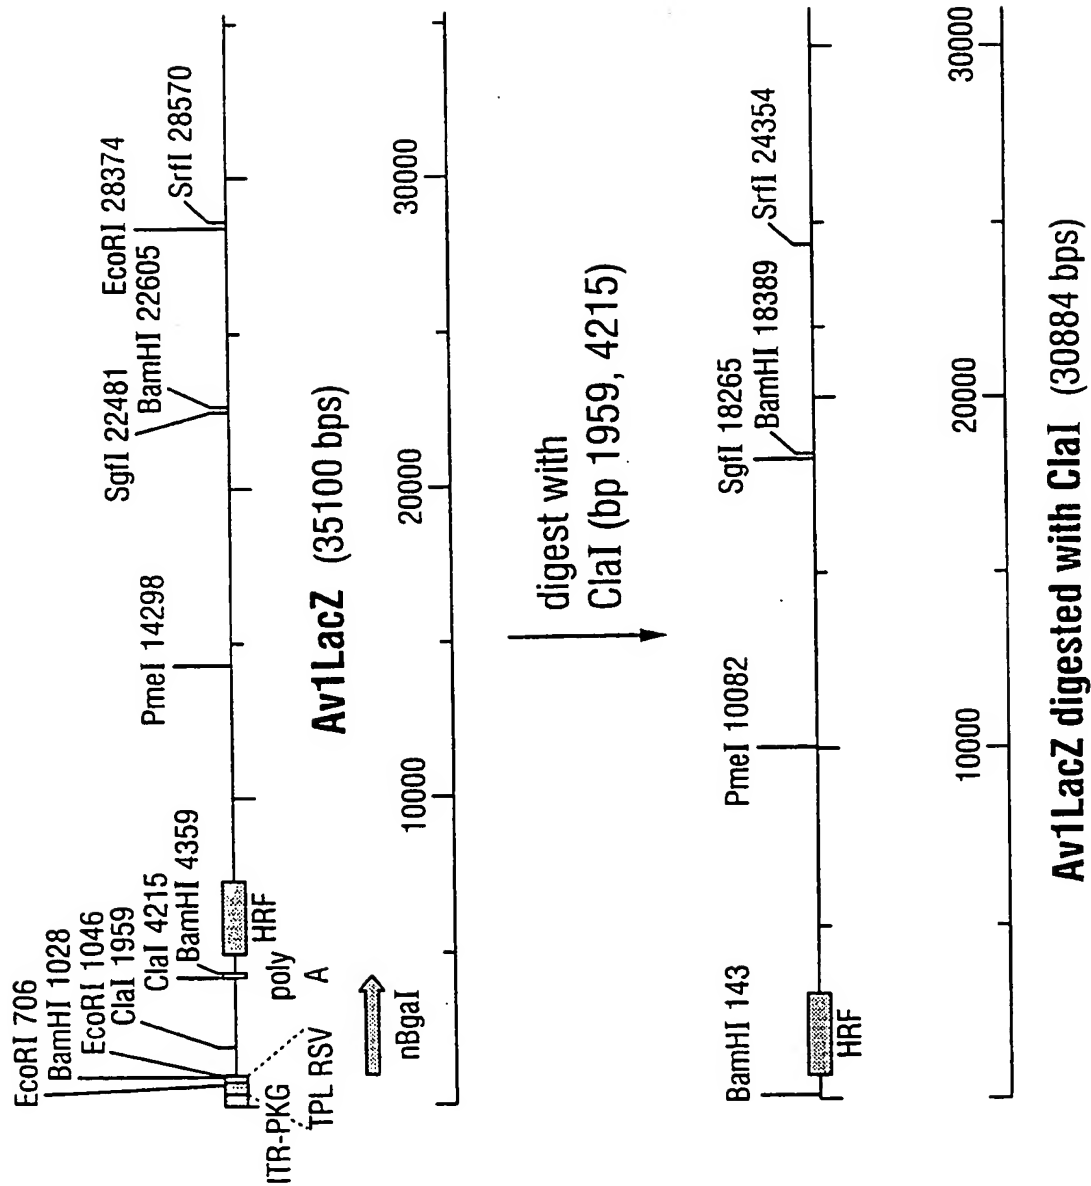 EcoRI 706
BamHI 1028
EcoRI 1046
ClaI 1959
ClaI 4215
BamHI 4359
PmeI 14298
SgfI 22481
BamHI 22605
EcoRI 28374
SrfI 28570
ITR-PKG
TPL RSV
poly
A
HRF
nBgaI
Av1LacZ (35100 bps)
10000
20000
30000
digest with
ClaI (bp 1959, 4215)
BamHI 143
PmeI 10082
SgfI 18265
BamHI 18389
SrfI 24354
HRF
10000
20000
30000
Av1LacZ digested with ClaI (30884 bps)